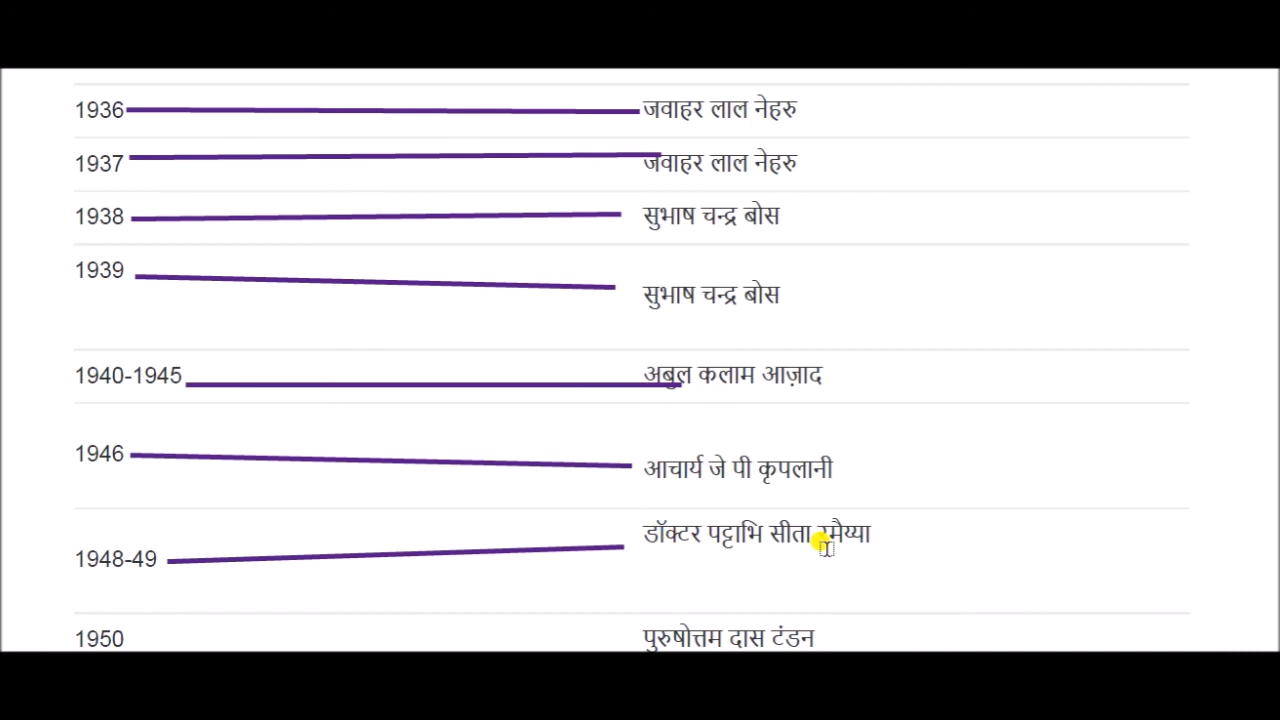 1936 जवाहर लाल नेहरु
1937 जवाहर लाल नेहरु
1938 सुभाष चन्द्र बोस
1939 सुभाष चन्द्र बोस
1940-1945 अबुल कलाम आज़ाद
1946 आचार्य जे पी कृपलानी
1948-49 डॉक्टर पट्टाभि सीता रमैय्या
1950 पुरुषोत्तम दास टंडन